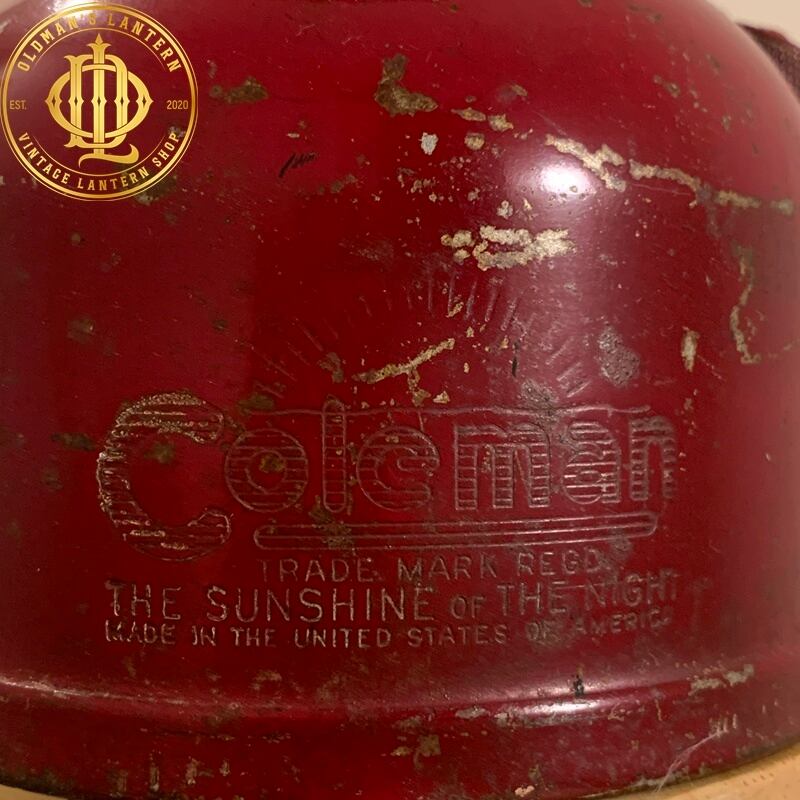 OLDMAN'S LANTERN
EST. 2020
VINTAGE LANTERN SHOP
Coleman
TRADE MARK REGD
THE SUNSHINE OF THE NIGHT
MADE IN THE UNITED STATES OF AMERICA